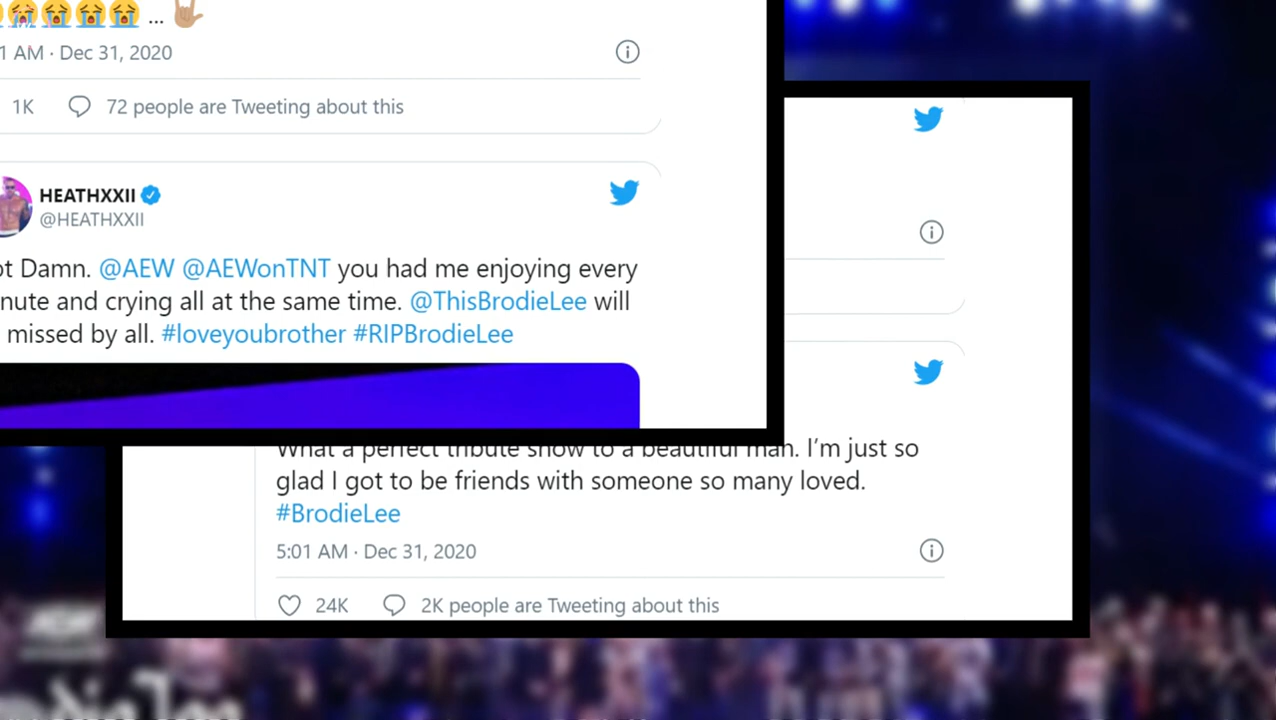 AM · Dec 31, 2020
1K 72 people are Tweeting about this
HEATHXXII
@HEATHXXII
Damn. @AEW @AEWonTNT you had me enjoying every
and crying all at the same time. @ThisBrodieLee will
missed by all. #loveyoubrother #RIPBrodieLee
What a perfect tribute show to a beautiful man. I'm just so
glad I got to be friends with someone so many loved.
#BrodieLee
5:01 AM · Dec 31, 2020
24K 2K people are Tweeting about this